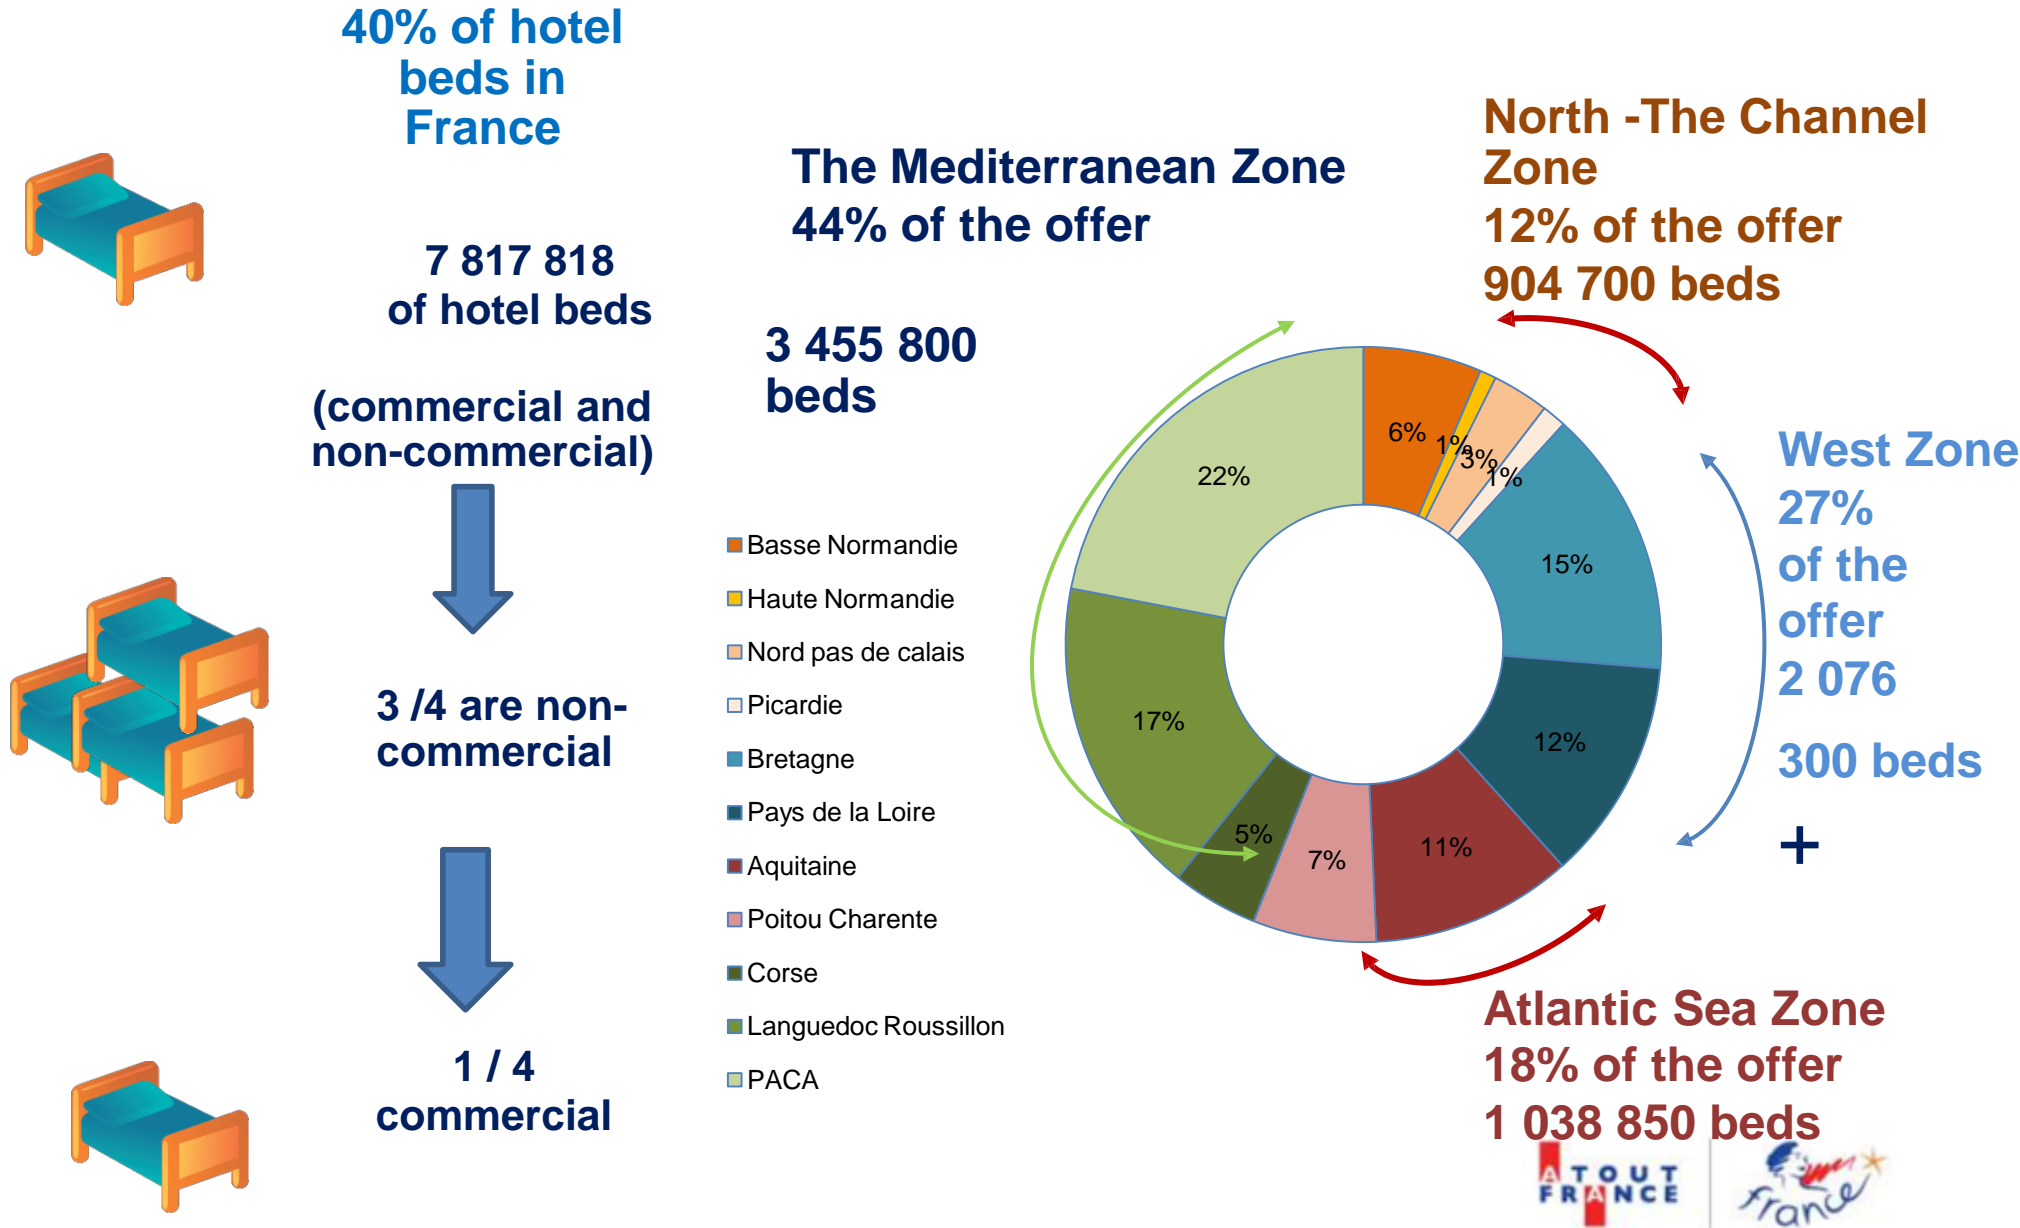 40% of hotel
beds in
France
7 817 818
of hotel beds
(commercial and
non-commercial)
3 /4 are non-
commercial
1 / 4
commercial
The Mediterranean Zone
44% of the offer
3 455 800
beds
North -The Channel
Zone
12% of the offer
904 700 beds
6%
1%
3%
1%
15%
12%
11%
7%
5%
17%
22%
Basse Normandie
Haute Normandie
Nord pas de calais
Picardie
Bretagne
Pays de la Loire
Aquitaine
Poitou Charente
Corse
Languedoc Roussillon
PACA
West Zone
27%
of the
offer
2 076
300 beds
+
Atlantic Sea Zone
18% of the offer
1 038 850 beds
ATOUT
FRANCE
france